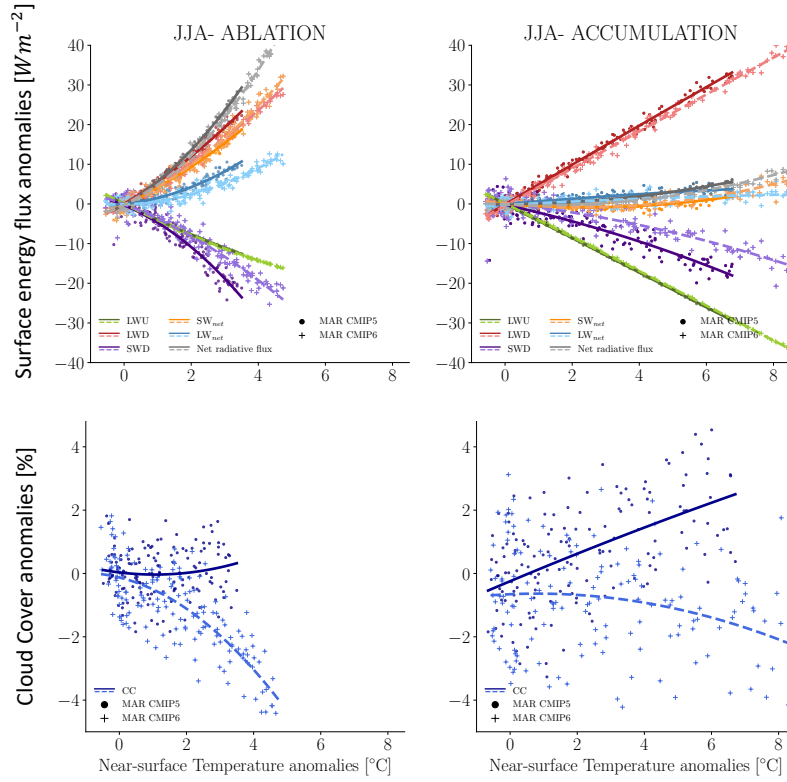 JJA- ABLATION
JJA- ACCUMULATION
Surface energy flux anomalies [Wm−2]
40
30
20
10
0
−10
−20
−30
−40
LWU
LWD
SWD
SWnet
LWnet
Net radiative flux
MAR CMIP5
MAR CMIP6
0
2
4
6
8
40
30
20
10
0
−10
−20
−30
−40
LWU
LWD
SWD
SWnet
LWnet
Net radiative flux
MAR CMIP5
MAR CMIP6
0
2
4
6
8
Cloud Cover anomalies [%]
4
2
0
−2
−4
CC
MAR CMIP5
MAR CMIP6
0
2
4
6
8
Near-surface Temperature anomalies [°C]
4
2
0
−2
−4
CC
MAR CMIP5
MAR CMIP6
0
2
4
6
8
Near-surface Temperature anomalies [°C]